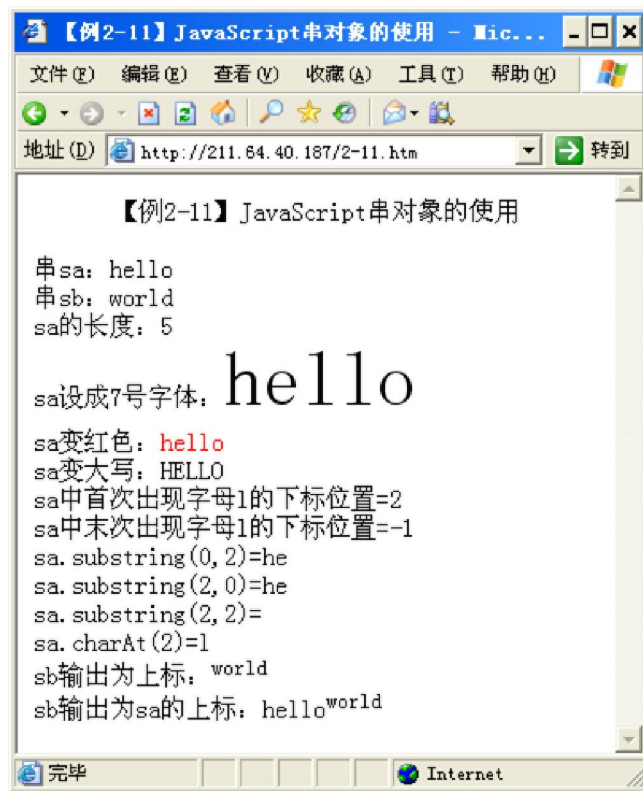 【例2-11】JavaScript串对象的使用 - Mic...
文件(F) 编辑(E) 查看(V) 收藏(A) 工具(T) 帮助(H)
地址(D) http://211.64.40.187/2-11.htm 转到
【例2-11】JavaScript串对象的使用
串sa：hello
串sb：world
sa的长度：5
sa设成7号字体：hello
sa变红色：hello
sa变大写：HELLO
sa中首次出现字母l的下标位置=2
sa中末次出现字母l的下标位置=-1
sa.substring(0,2)=he
sa.substring(2,0)=he
sa.substring(2,2)=
sa.charAt(2)=l
sb输出为上标：world
sb输出为sa的上标：helloworld
完毕 Internet